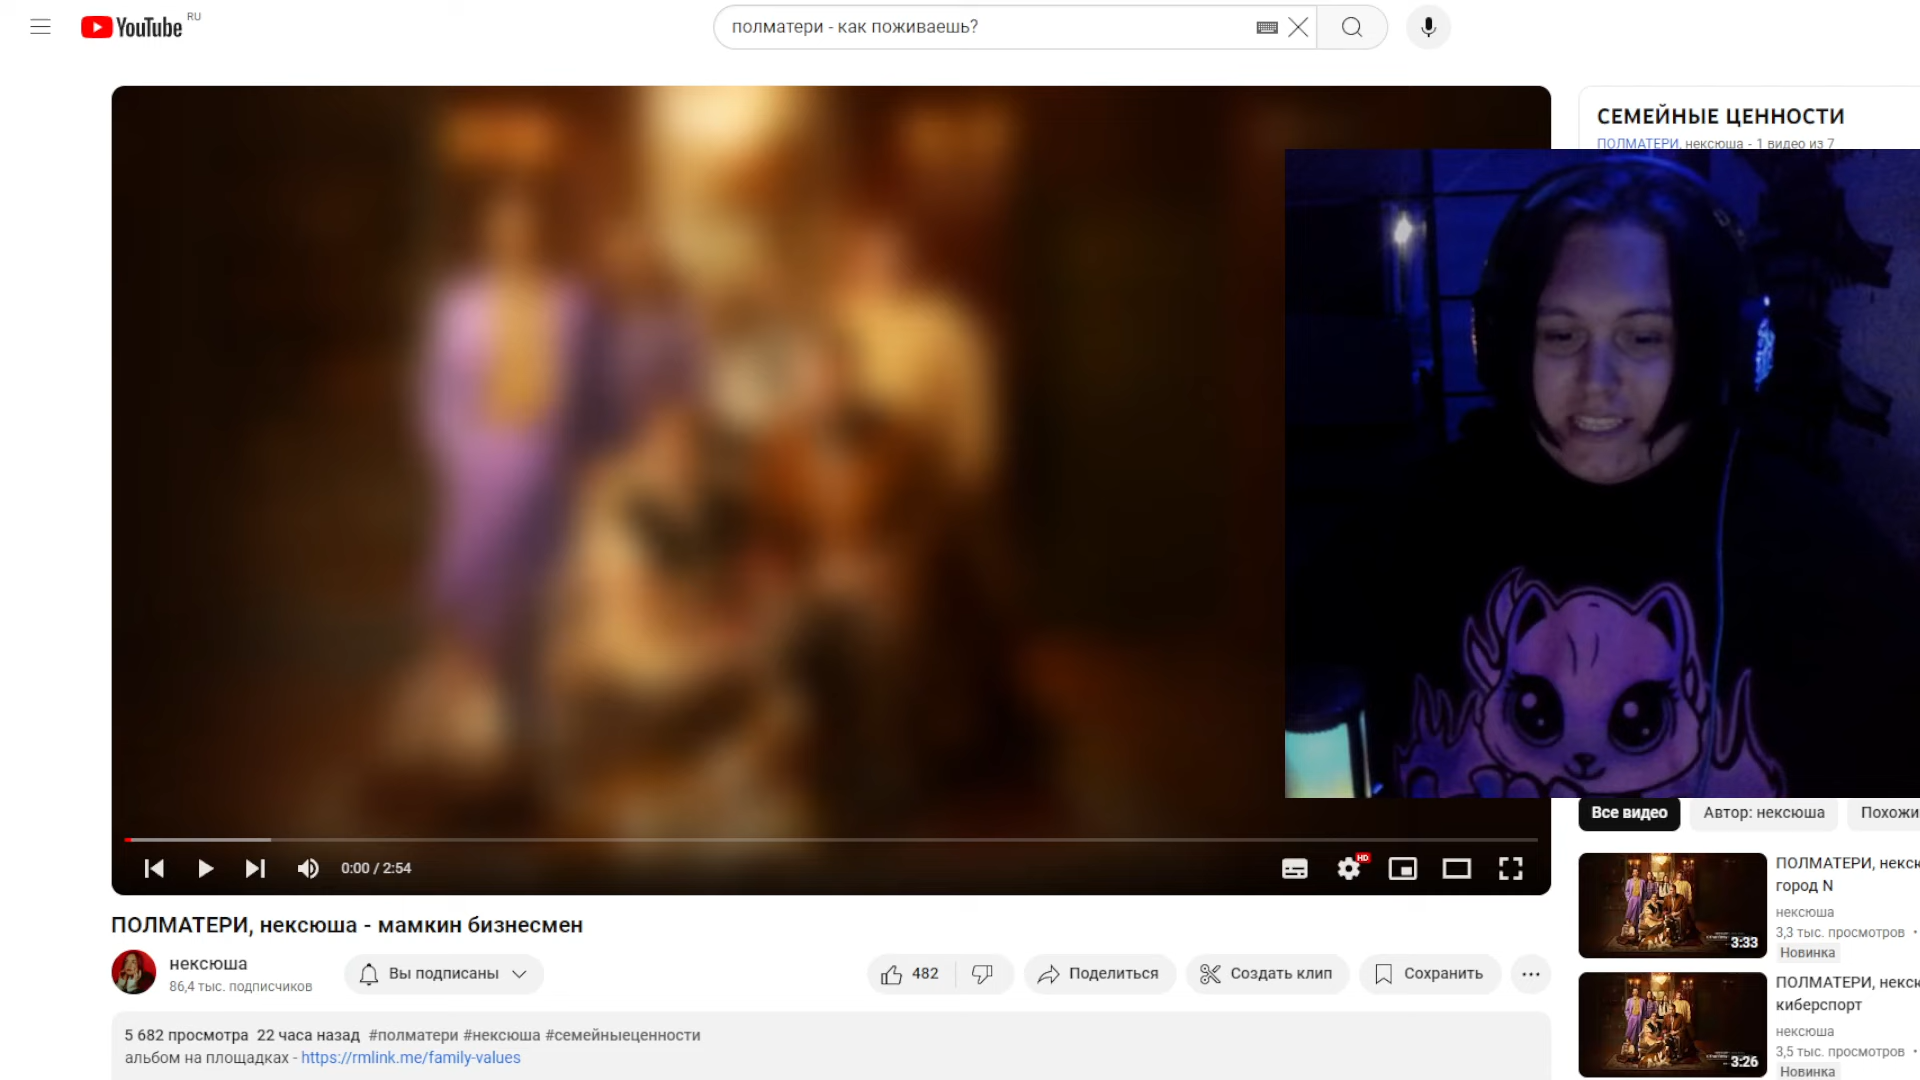 YouTube RU
полматери - как поживаешь?
СЕМЕЙНЫЕ ЦЕННОСТИ
ПОЛМАТЕРИ, нексюша - 1 видео из 7
HD
0:00 / 2:54
ПОЛМАТЕРИ, нексюша - мамкин бизнесмен
нексюша
86,4 тыс. подписчиков
Вы подписаны
482
Поделиться
Создать клип
Сохранить
5 682 просмотра 22 часа назад #полматери #нексюша #семейныеценности
альбом на площадках - https://rmlink.me/family-values
Все видео
Автор: нексюша
Похожи
3:33
ПОЛМАТЕРИ, нексю
город N
нексюша
3,3 тыс. просмотров •
Новинка
3:26
ПОЛМАТЕРИ, нексю
киберспорт
нексюша
3,5 тыс. просмотров •
Новинка